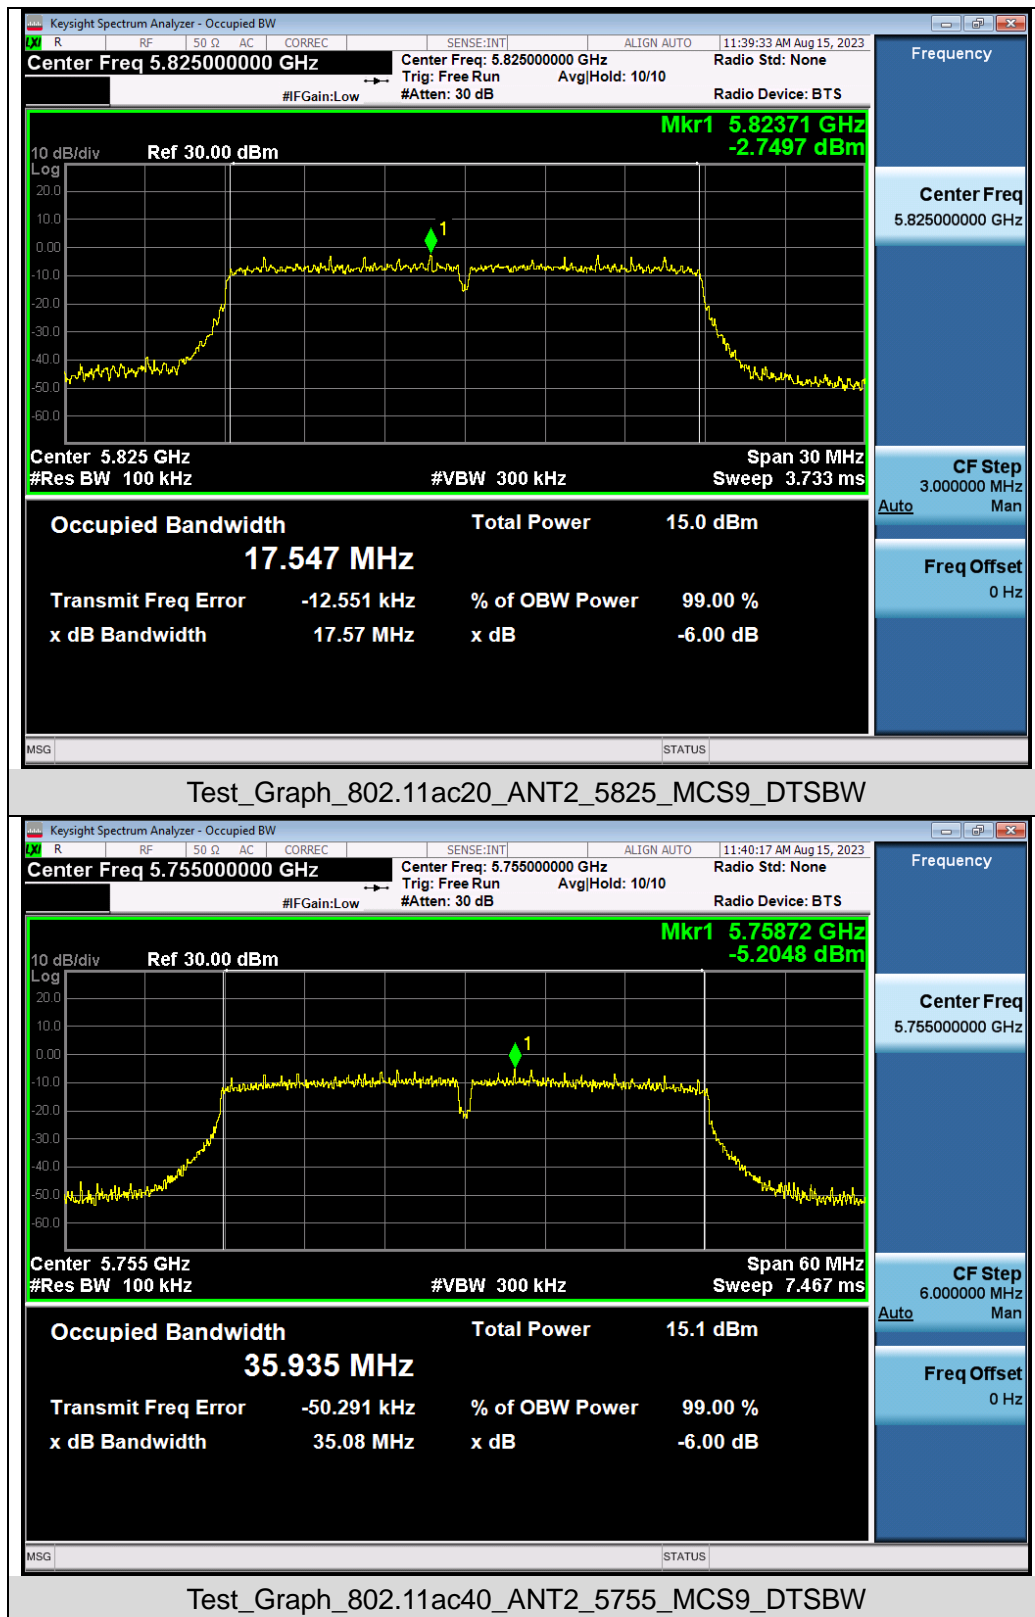 Keysight Spectrum Analyzer - Occupied BW
LXI R RF 50 Ω AC CORREC SENSE:INT ALIGN AUTO 11:39:33 AM Aug 15, 2023
Center Freq 5.825000000 GHz Center Freq: 5.825000000 GHz Radio Std: None
Trig: Free Run Avg|Hold: 10/10
#IFGain:Low #Atten: 30 dB Radio Device: BTS
Frequency
Mkr1 5.82371 GHz
-2.7497 dBm
10 dB/div Ref 30.00 dBm
Log
20.0
10.0
0.00
-10.0
-20.0
-30.0
-40.0
-50.0
-60.0
1
Center 5.825 GHz Span 30 MHz
#Res BW 100 kHz #VBW 300 kHz Sweep 3.733 ms
Center Freq
5.825000000 GHz
CF Step
3.000000 MHz
Auto Man
Freq Offset
0 Hz
Occupied Bandwidth Total Power 15.0 dBm
17.547 MHz
Transmit Freq Error -12.551 kHz % of OBW Power 99.00 %
x dB Bandwidth 17.57 MHz x dB -6.00 dB
MSG STATUS
Test_Graph_802.11ac20_ANT2_5825_MCS9_DTSBW
Keysight Spectrum Analyzer - Occupied BW
LXI R RF 50 Ω AC CORREC SENSE:INT ALIGN AUTO 11:40:17 AM Aug 15, 2023
Center Freq 5.755000000 GHz Center Freq: 5.755000000 GHz Radio Std: None
Trig: Free Run Avg|Hold: 10/10
#IFGain:Low #Atten: 30 dB Radio Device: BTS
Frequency
Mkr1 5.75872 GHz
-5.2048 dBm
10 dB/div Ref 30.00 dBm
Log
20.0
10.0
0.00
-10.0
-20.0
-30.0
-40.0
-50.0
-60.0
1
Center 5.755 GHz Span 60 MHz
#Res BW 100 kHz #VBW 300 kHz Sweep 7.467 ms
Center Freq
5.755000000 GHz
CF Step
6.000000 MHz
Auto Man
Freq Offset
0 Hz
Occupied Bandwidth Total Power 15.1 dBm
35.935 MHz
Transmit Freq Error -50.291 kHz % of OBW Power 99.00 %
x dB Bandwidth 35.08 MHz x dB -6.00 dB
MSG STATUS
Test_Graph_802.11ac40_ANT2_5755_MCS9_DTSBW